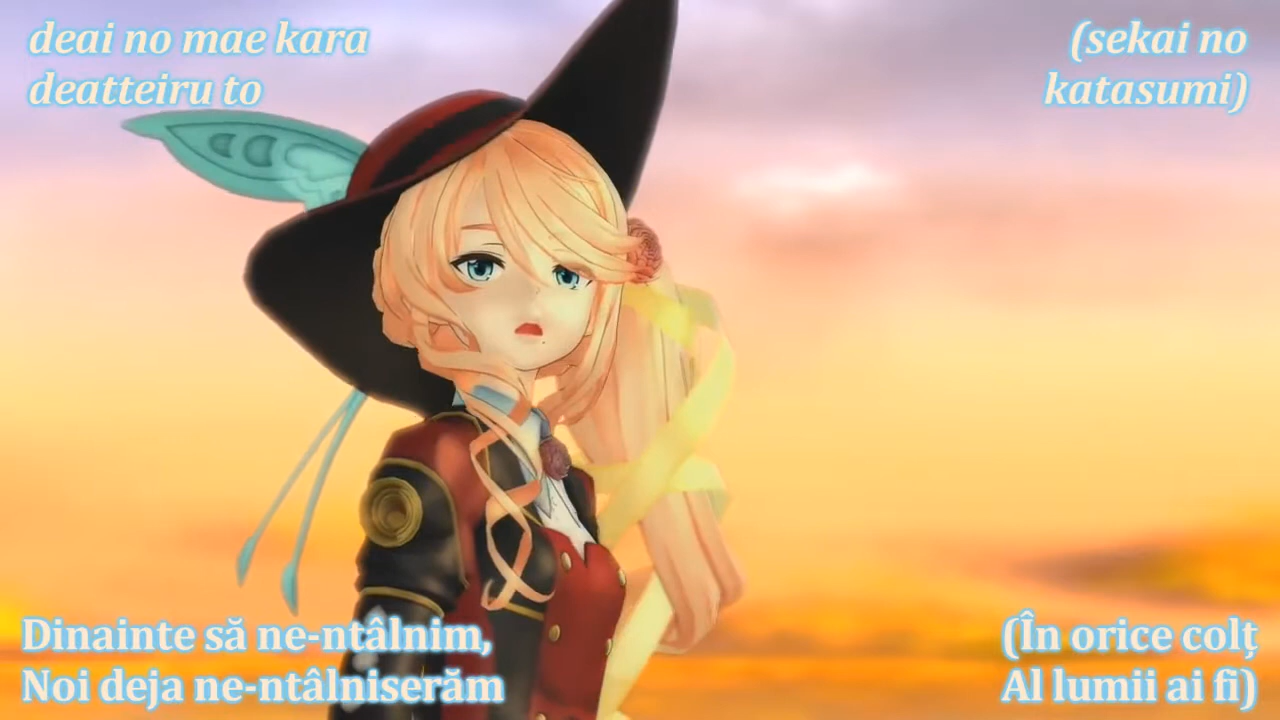 deai no mae kara
deatteiru to
(sekai no
katasumi)
Dinainte să ne-ntâlnim,
Noi deja ne-ntâlniserăm
(În orice colț
Al lumii ai fi)